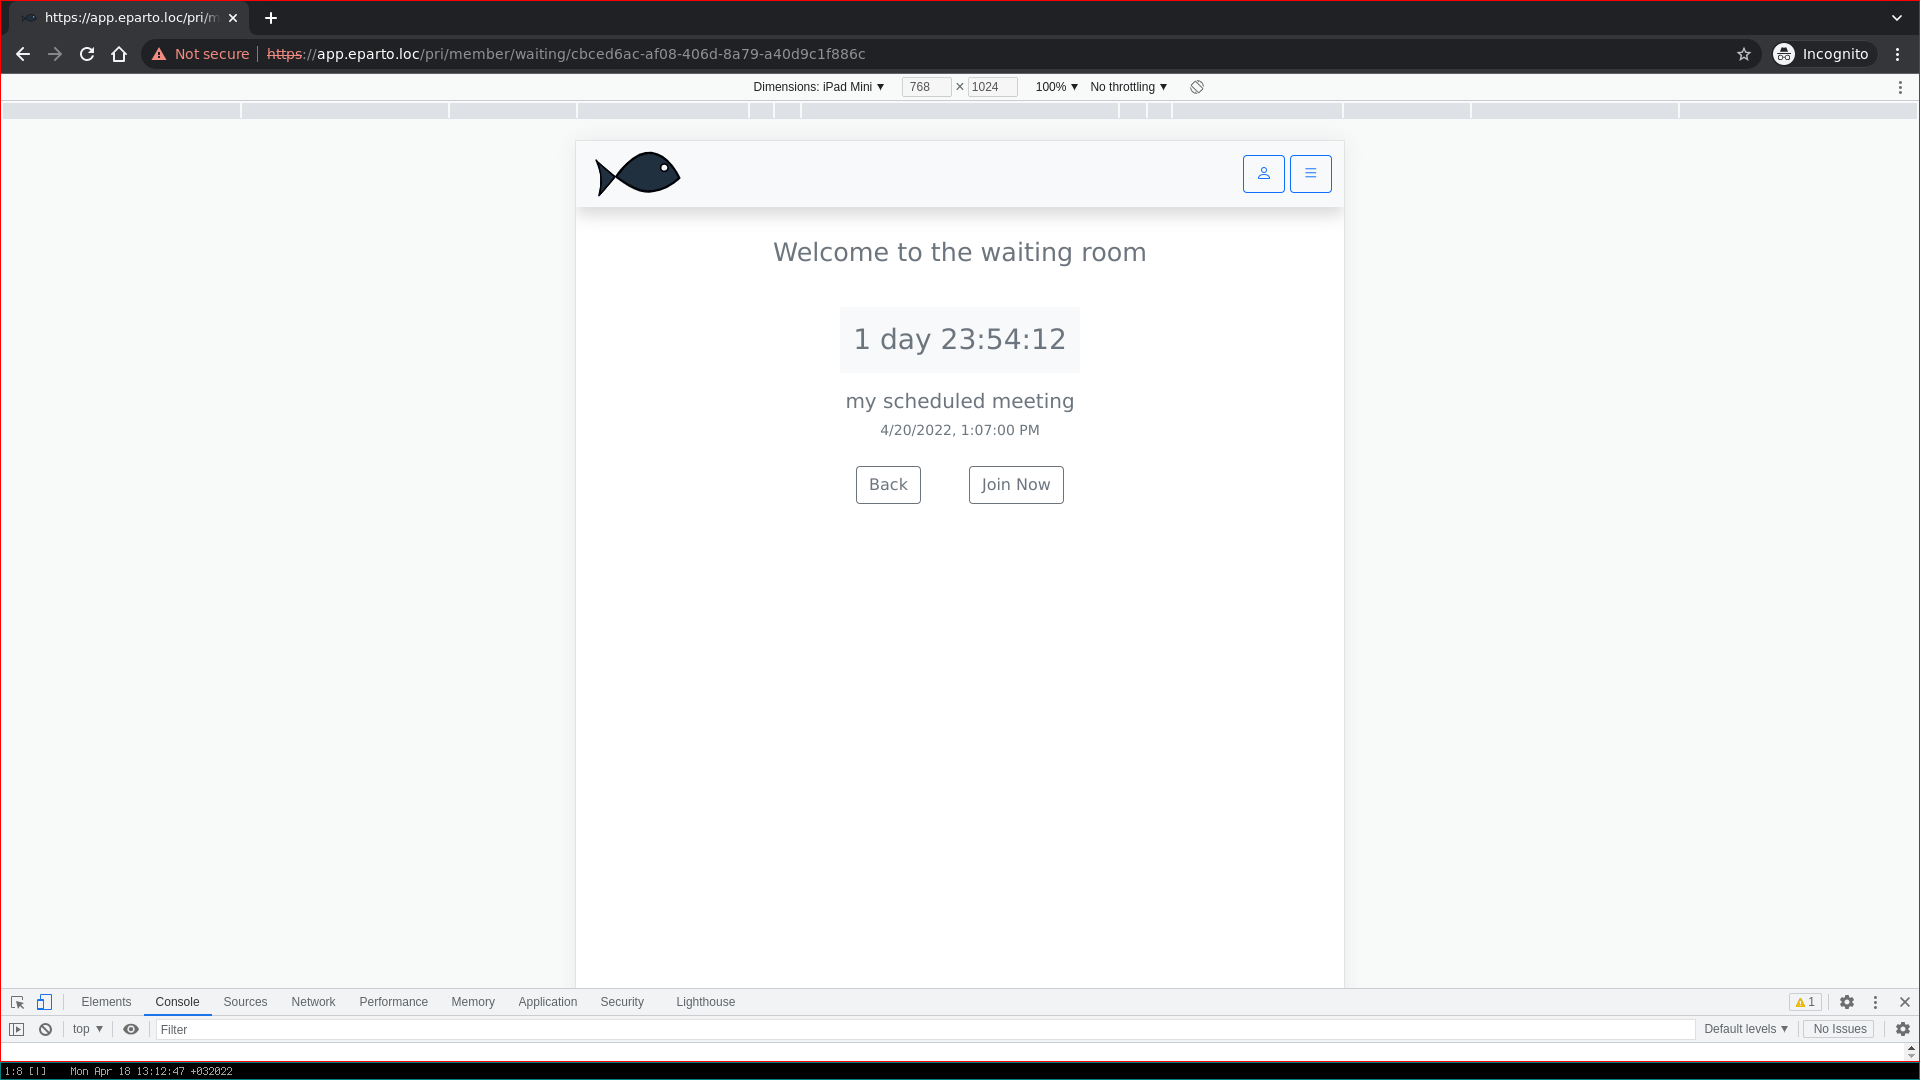 https://app.eparto.loc/pri/m
Not secure
https://app.eparto.loc/pri/member/waiting/cbced6ac-af08-406d-8a79-a40d9c1f886c
Incognito
Dimensions: iPad Mini
768 × 1024
100%
No throttling
Welcome to the waiting room
1 day 23:54:12
my scheduled meeting
4/20/2022, 1:07:00 PM
Back
Join Now
Elements Console Sources Network Performance Memory Application Security Lighthouse
1
top
Filter
Default levels
No Issues
1:8 [|] Mon Apr 18 13:12:47 +032022